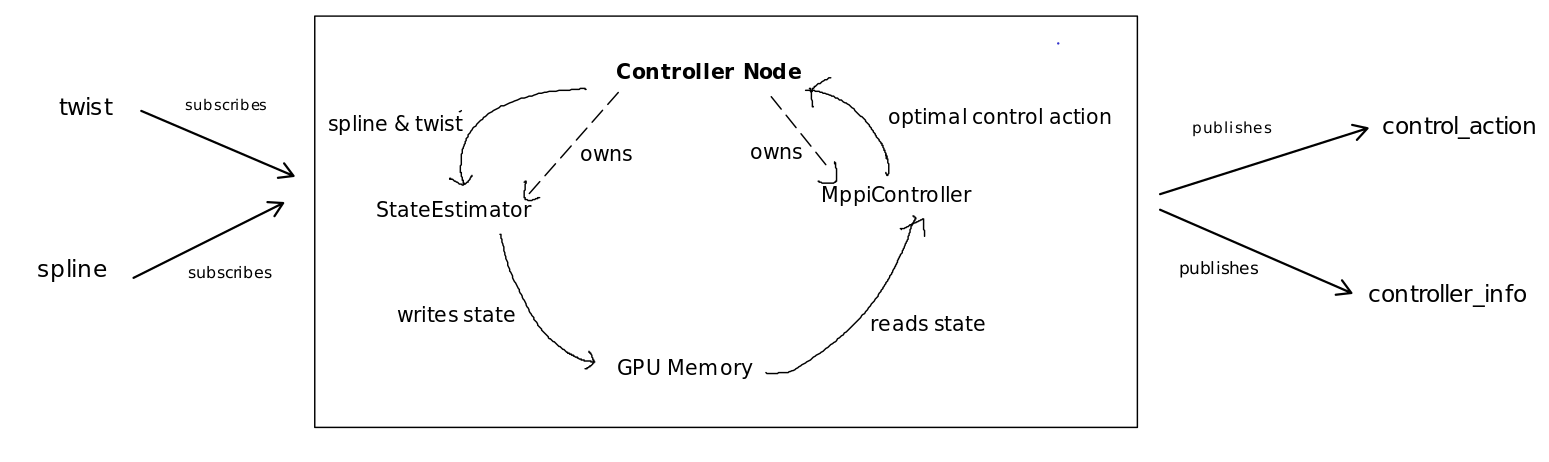 Controller Node
twist
subscribes
spline & twist
optimal control action
publishes
control_action
owns
owns
StateEstimator
MppiController
spline
subscribes
writes state
reads state
publishes
controller_info
GPU Memory